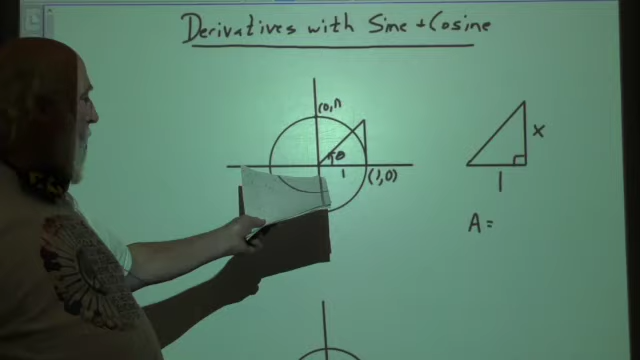 Derivatives with Sine + Cosine
(0,1)
θ
1
(1,0)
x
1
A =